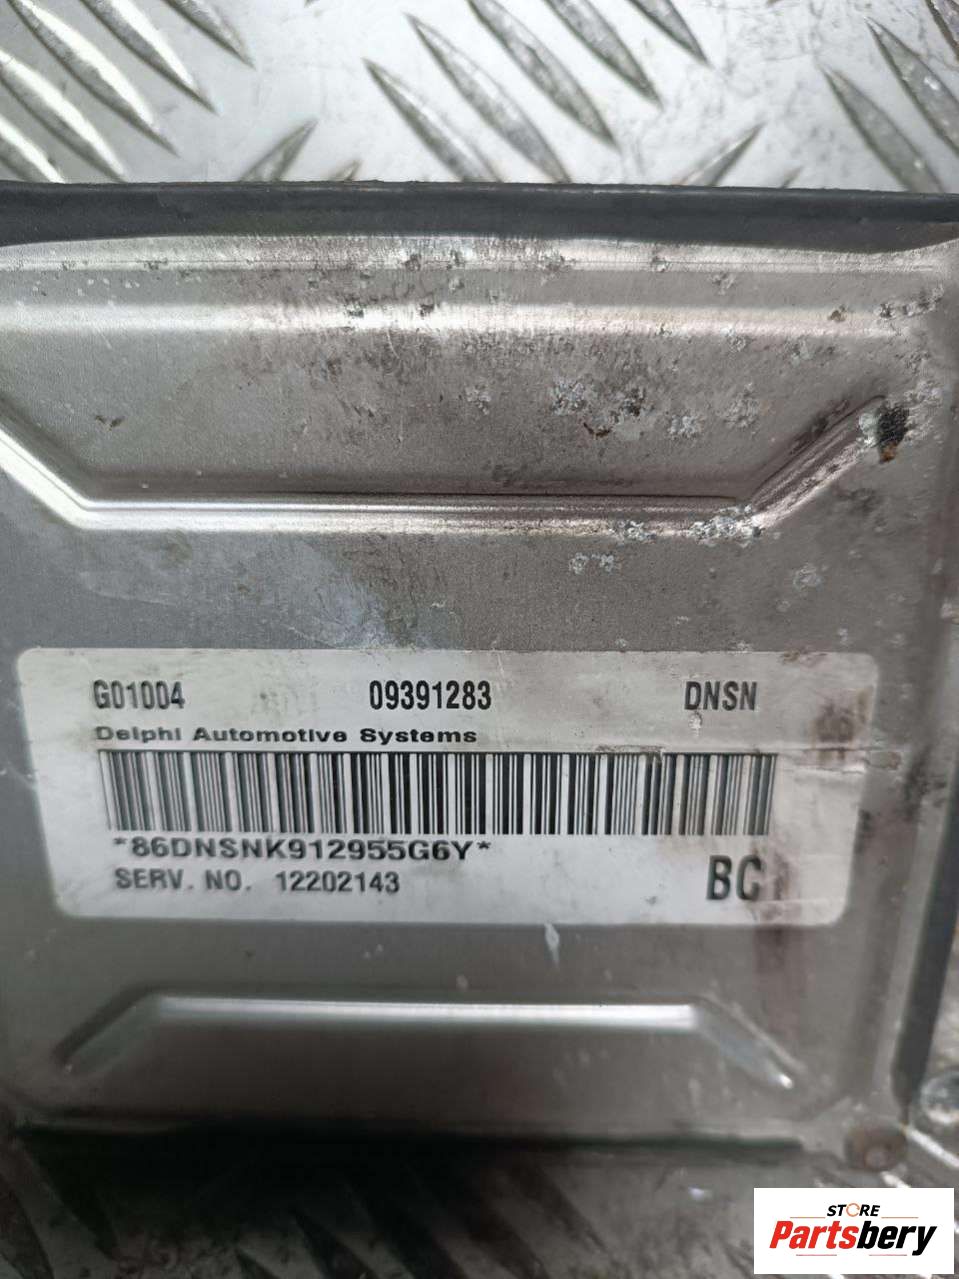 G01004 09391283 DNSN
Delphi Automotive Systems
*86DNSNK912955G6Y*
SERV. NO. 12202143 BC
STORE
Partsbery